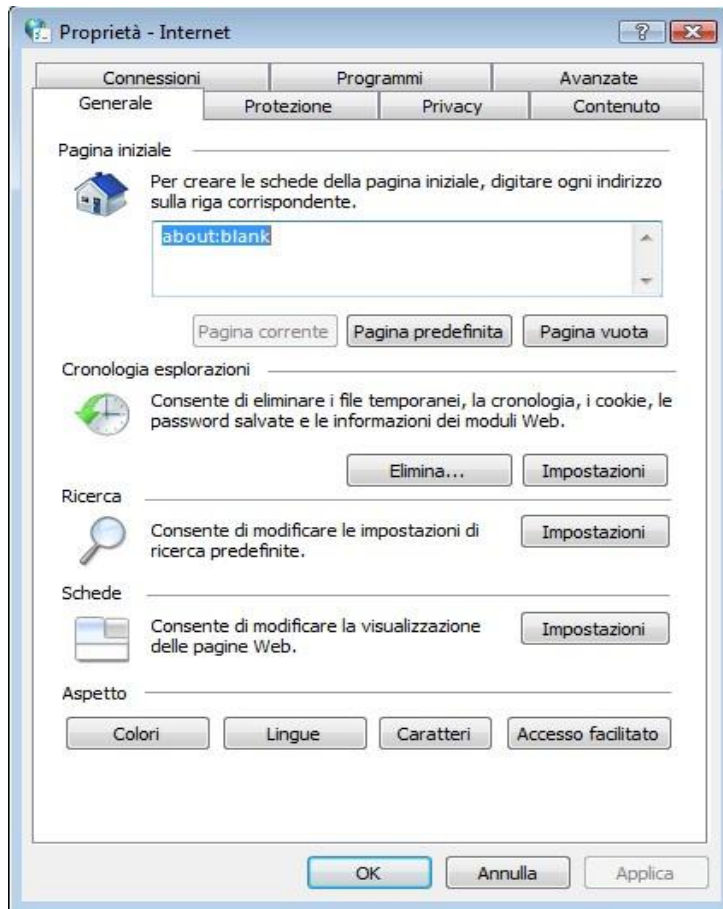 Proprietà - Internet
Connessioni Programmi Avanzate
Generale Protezione Privacy Contenuto
Pagina iniziale
Per creare le schede della pagina iniziale, digitare ogni indirizzo
sulla riga corrispondente.
about:blank
Pagina corrente Pagina predefinita Pagina vuota
Cronologia esplorazioni
Consente di eliminare i file temporanei, la cronologia, i cookie, le
password salvate e le informazioni dei moduli Web.
Elimina... Impostazioni
Ricerca
Consente di modificare le impostazioni di
ricerca predefinite.
Impostazioni
Schede
Consente di modificare la visualizzazione
delle pagine Web.
Impostazioni
Aspetto
Colori Lingue Caratteri Accesso facilitato
OK Annulla Applica